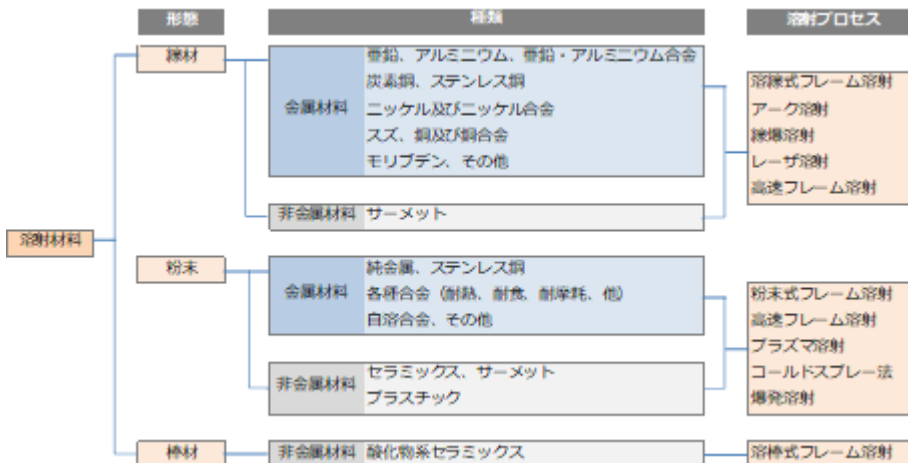 形態 種類 溶射プロセス
線材
金属材料
亜鉛、アルミニウム、亜鉛・アルミニウム合金
炭素鋼、ステンレス鋼
ニッケル及びニッケル合金
スズ、銅及び銅合金
モリブデン、その他
非金属材料 サーメット
溶線式フレーム溶射
アーク溶射
線爆溶射
レーザ溶射
高速フレーム溶射
溶射材料
粉末
金属材料
純金属、ステンレス鋼
各種合金（耐熱、耐食、耐摩耗、他）
自溶合金、その他
非金属材料
セラミックス、サーメット
プラスチック
粉末式フレーム溶射
高速フレーム溶射
プラズマ溶射
コールドスプレー法
爆発溶射
棒材
非金属材料 酸化物系セラミックス
溶棒式フレーム溶射